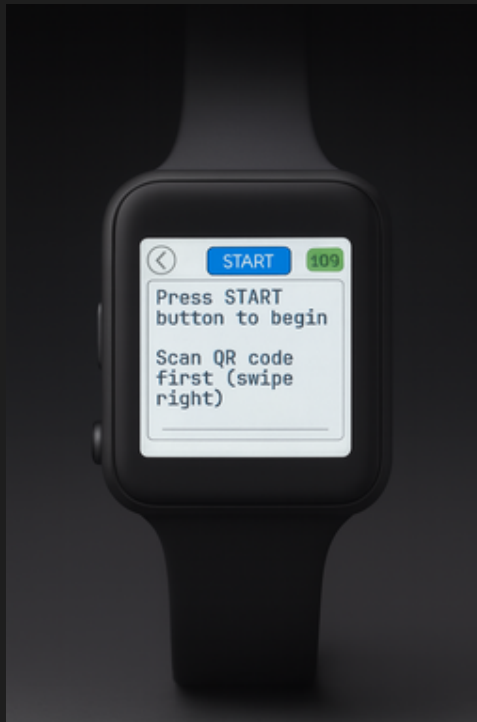 START 109
Press START
button to begin
Scan QR code
first (swipe
right)